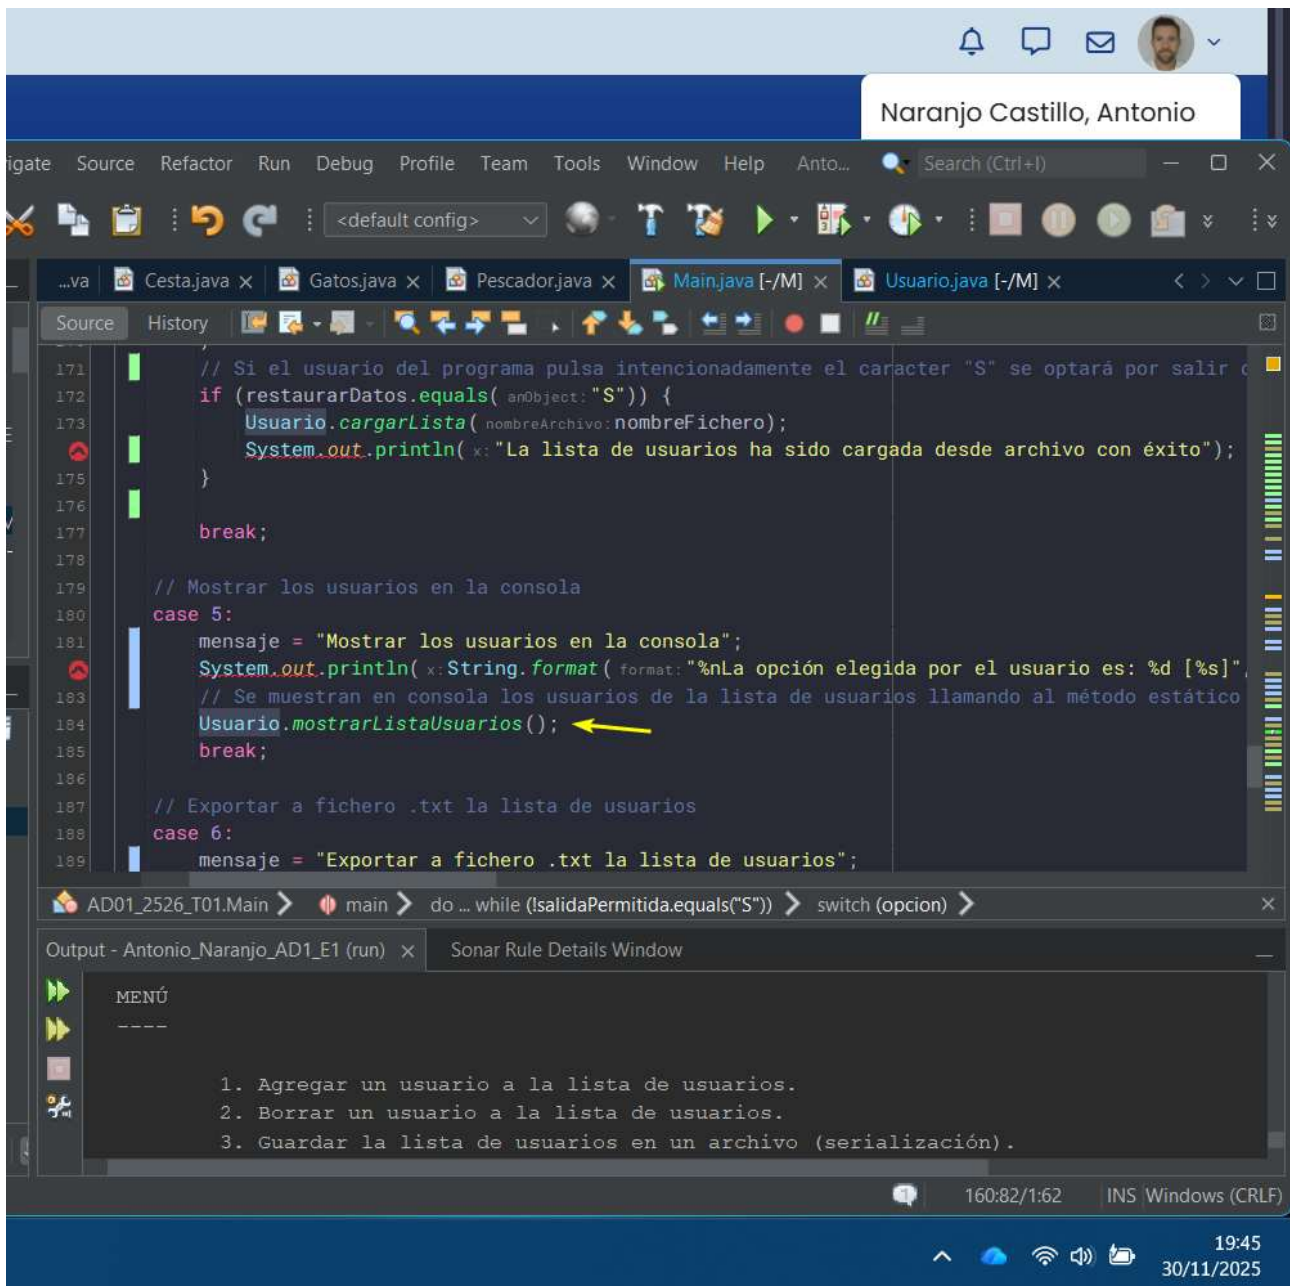 Naranjo Castillo, Antonio
Source Refactor Run Debug Profile Team Tools Window Help Anto... Search (Ctrl+I)
<default config>
...va Cesta.java Gatos.java Pescador.java Main.java [-/M] Usuario.java [-/M]
Source History
171 // Si el usuario del programa pulsa intencionadamente el caracter "S" se optará por salir
172 if (restaurarDatos.equals( anObject: "S")) {
173 Usuario.cargarLista( nombreArchivo: nombreFichero);
System.out.println( x: "La lista de usuarios ha sido cargada desde archivo con éxito");
175 }
176
177 break;
178
179 // Mostrar los usuarios en la consola
180 case 5:
181 mensaje = "Mostrar los usuarios en la consola";
System.out.println( x: String.format( format: "%nLa opción elegida por el usuario es: %d [%s]",
183 // Se muestran en consola los usuarios de la lista de usuarios llamando al método estático
184 Usuario.mostrarListaUsuarios();
185 break;
186
187 // Exportar a fichero .txt la lista de usuarios
188 case 6:
189 mensaje = "Exportar a fichero .txt la lista de usuarios";
AD01_2526_T01.Main main do ... while (!salidaPermitida.equals("S")) switch (opcion)
Output - Antonio_Naranjo_AD1_E1 (run) Sonar Rule Details Window
MENÚ
----
1. Agregar un usuario a la lista de usuarios.
2. Borrar un usuario a la lista de usuarios.
3. Guardar la lista de usuarios en un archivo (serialización).
1 160:82/1:62 INS Windows (CRLF)
19:45
30/11/2025